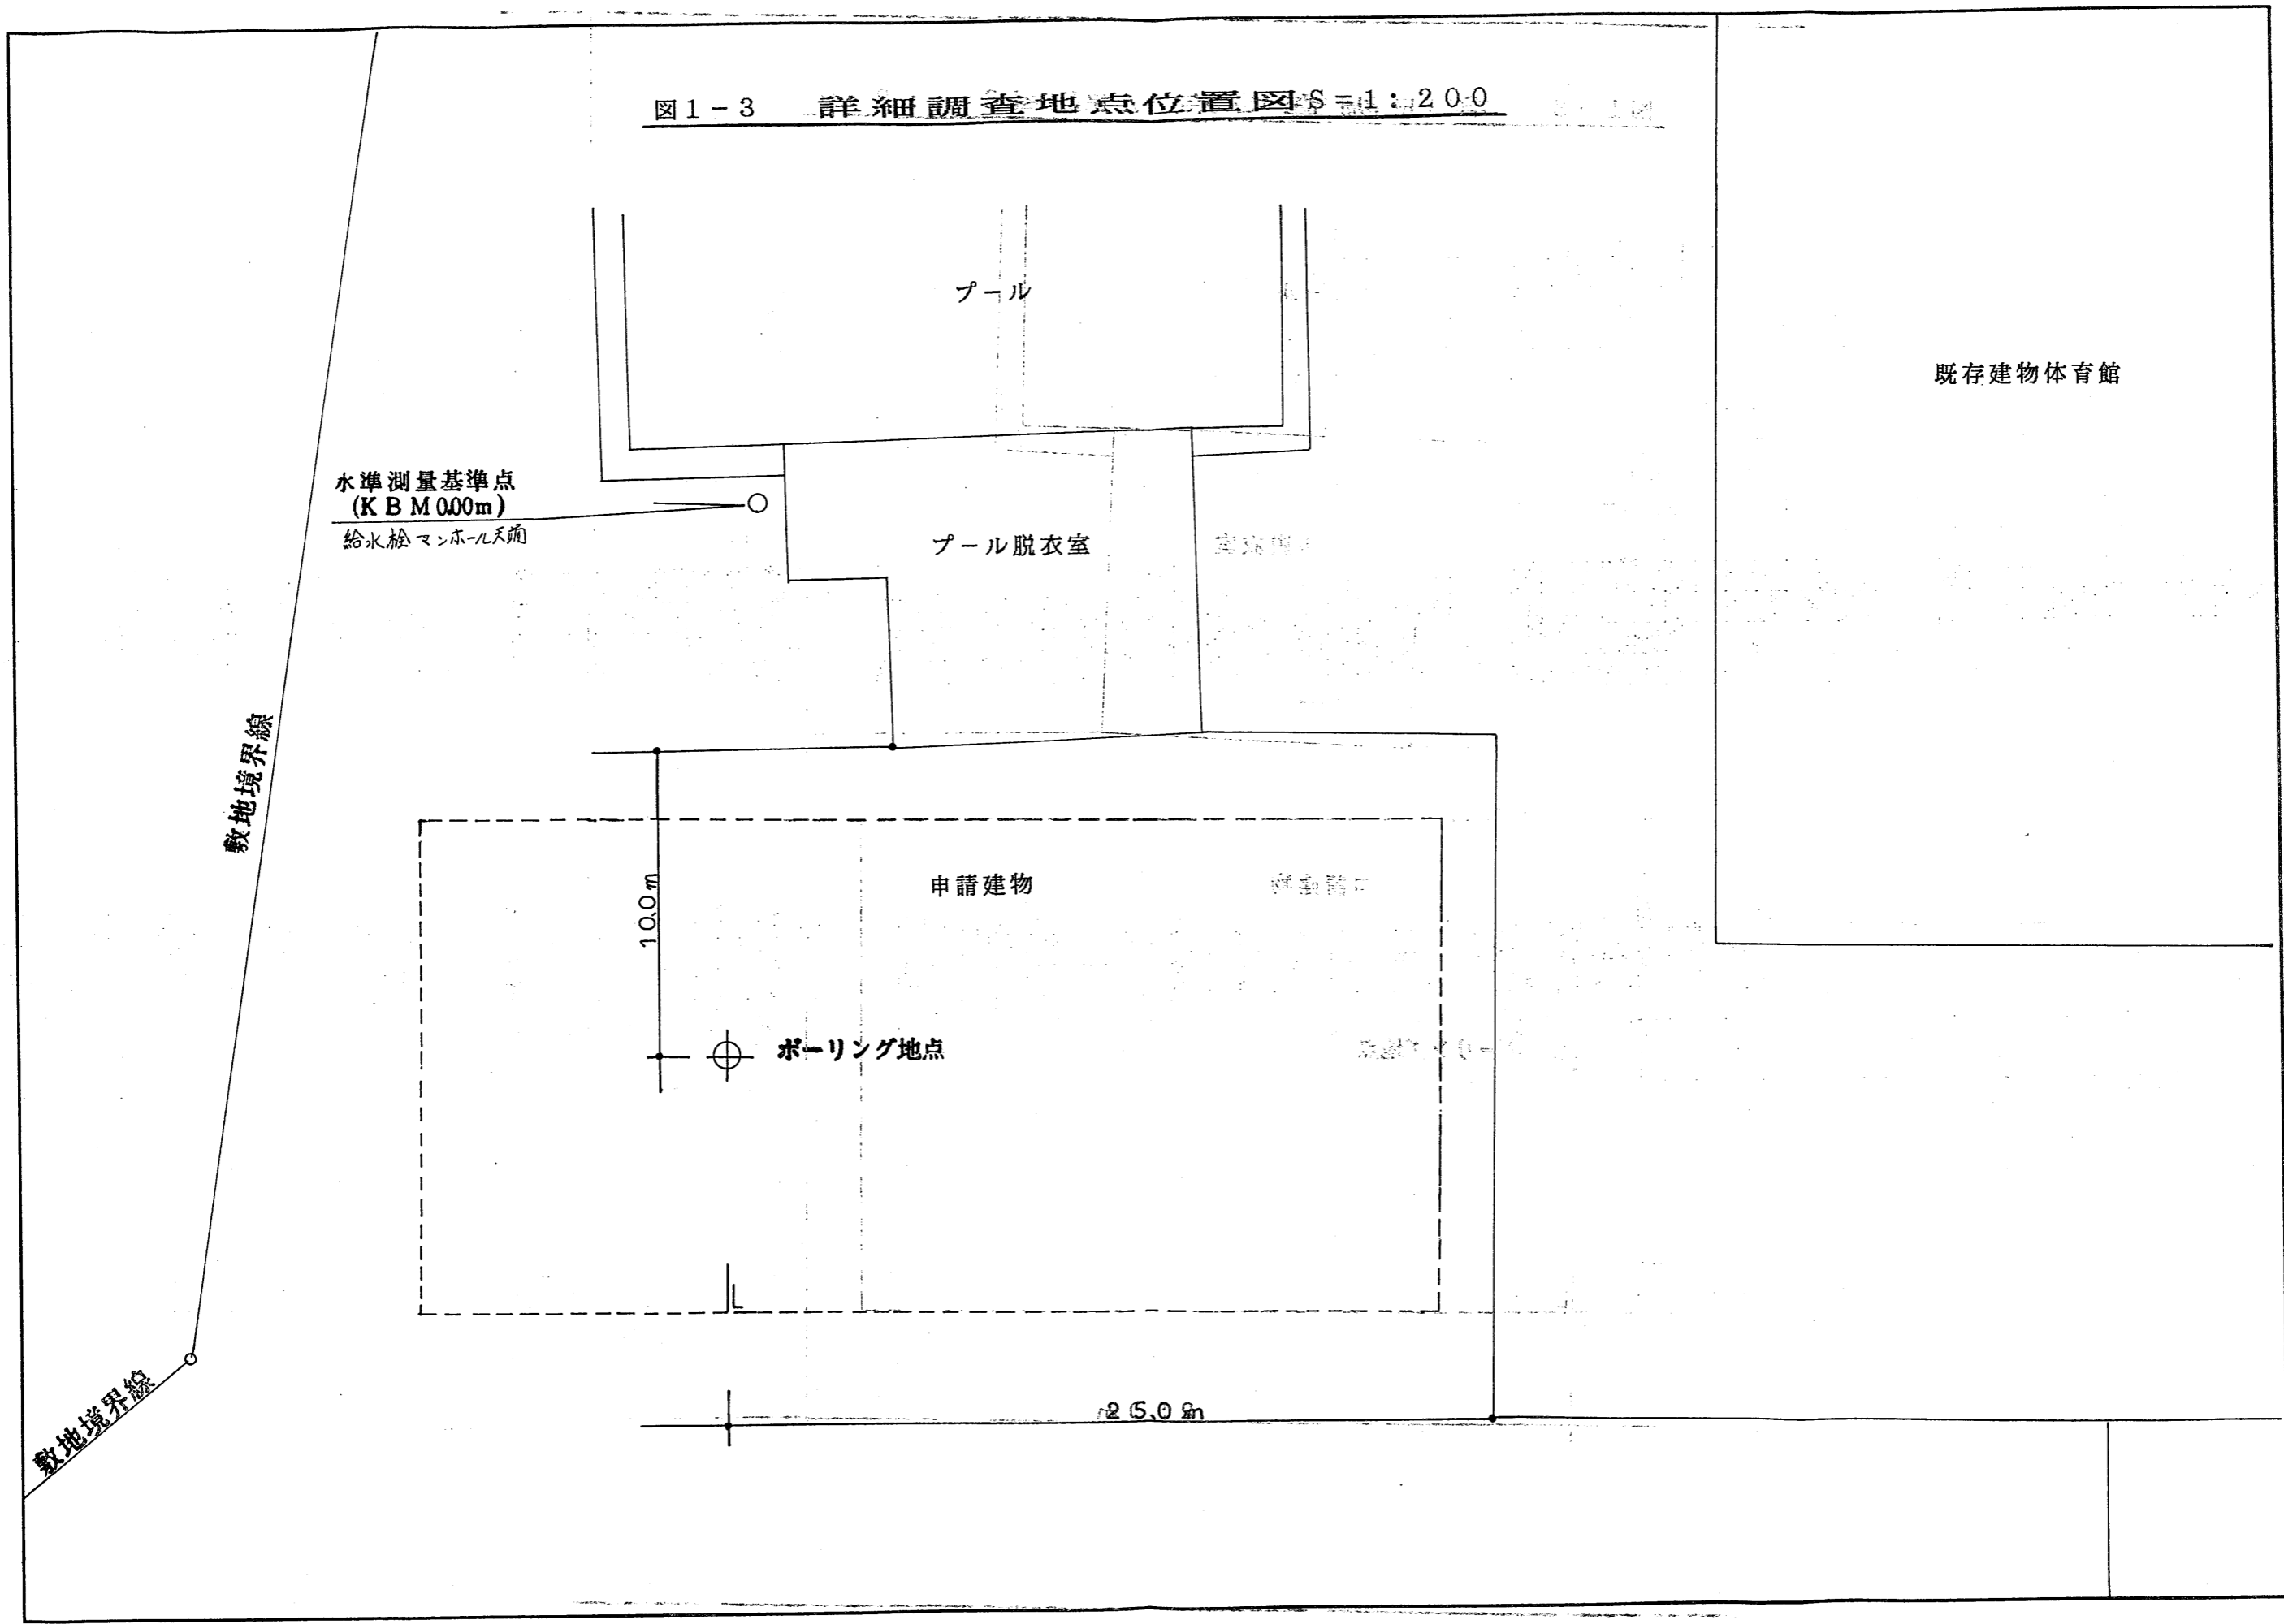 図1-3 詳細調査地点位置図S=1:200
プール
既存建物体育館
水準測量基準点
(KBM0.00m)
給水栓マンホール天端
プール脱衣室
敷地境界線
申請建物
10.0m
ボーリング地点
敷地境界線